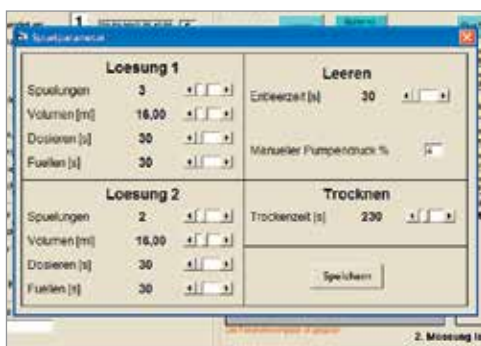 1
Spuelparameter
Loesung 1
Spuelungen 3
Volumen [ml] 16,00
Dosieren [s] 30
Fuellen [s] 30
Leeren
Entleerzeit [s] 30
Manueller Pumpendruck %
Loesung 2
Spuelungen 2
Volumen [ml] 16,00
Dosieren [s] 30
Fuellen [s] 30
Trocknen
Trockenzeit [s] 230
Speichern
2. Messung